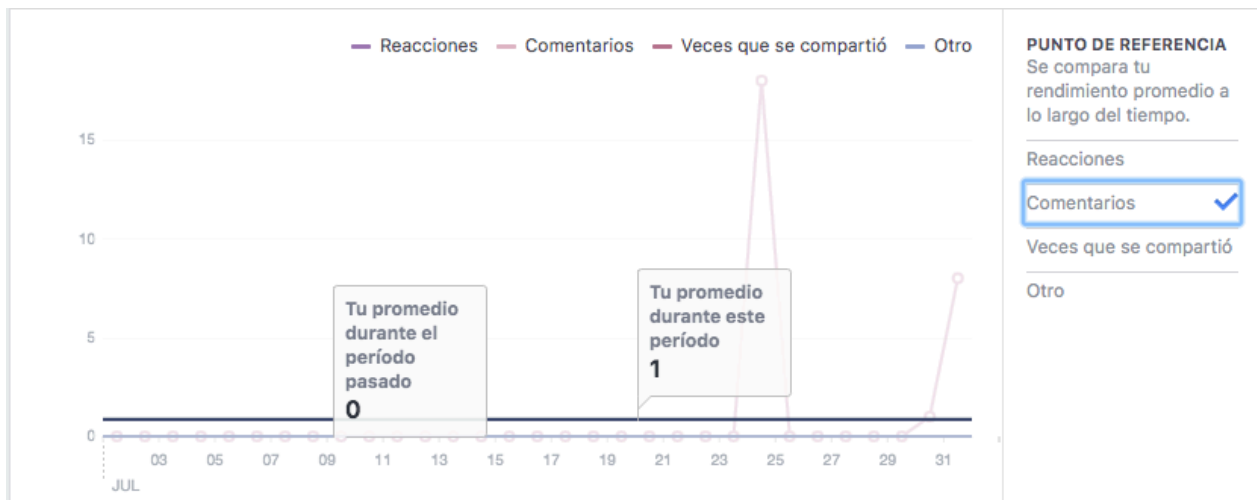 Reacciones Comentarios Veces que se compartió Otro
15
10
5
0
Tu promedio
durante el
período
pasado
0
Tu promedio
durante este
período
1
03 05 07 09 11 13 15 17 19 21 23 25 27 29 31
JUL
PUNTO DE REFERENCIA
Se compara tu
rendimiento promedio a
lo largo del tiempo.
Reacciones
Comentarios
Veces que se compartió
Otro